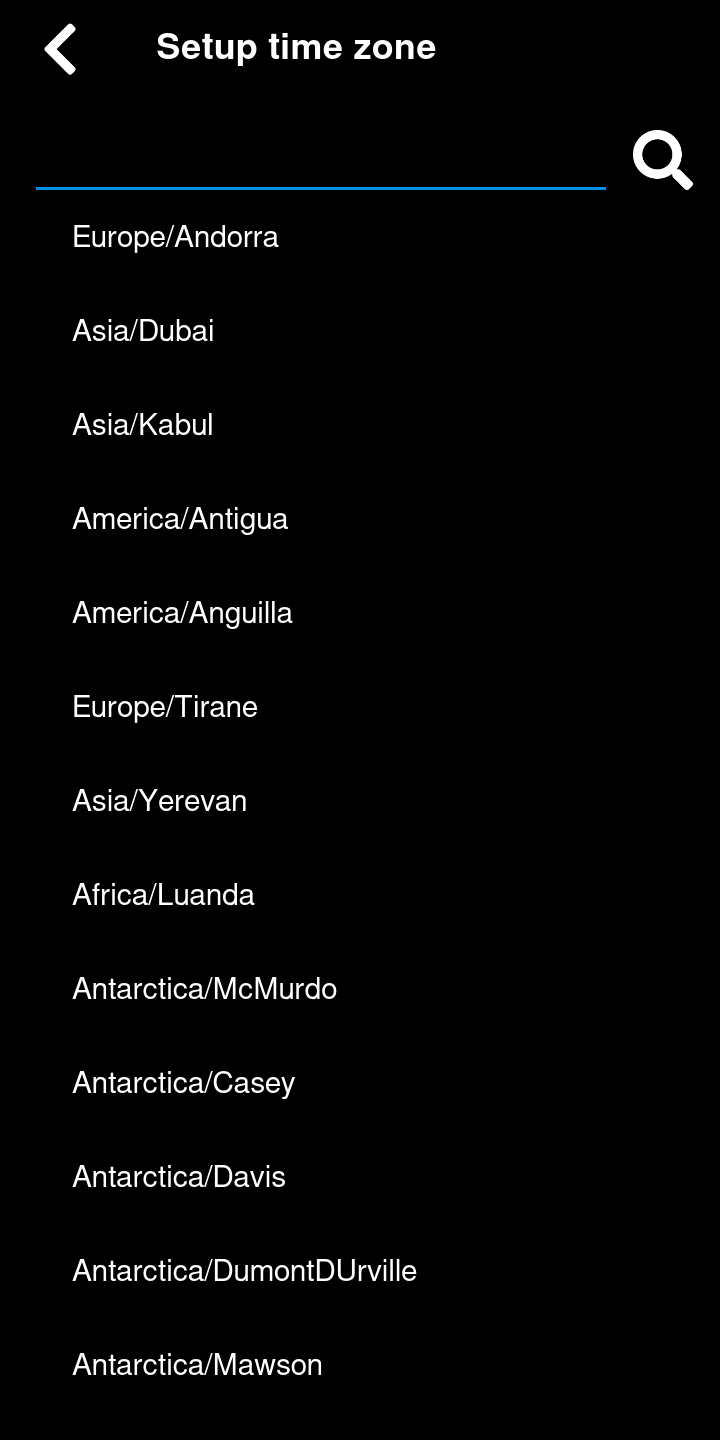 Setup time zone
Europe/Andorra
Asia/Dubai
Asia/Kabul
America/Antigua
America/Anguilla
Europe/Tirane
Asia/Yerevan
Africa/Luanda
Antarctica/McMurdo
Antarctica/Casey
Antarctica/Davis
Antarctica/DumontDUrville
Antarctica/Mawson